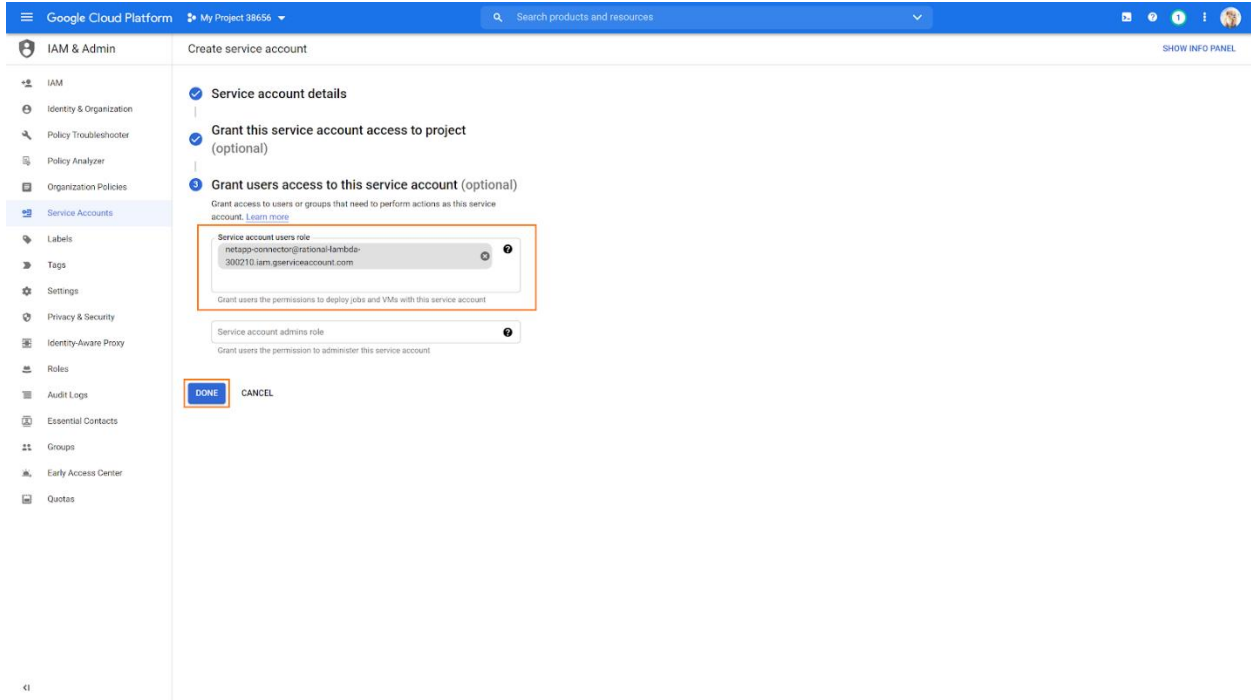 Google Cloud Platform
My Project 38656
Search products and resources
1
IAM & Admin
Create service account
SHOW INFO PANEL
IAM
Identity & Organization
Policy Troubleshooter
Policy Analyzer
Organization Policies
Service Accounts
Labels
Tags
Settings
Privacy & Security
Identity-Aware Proxy
Roles
Audit Logs
Essential Contacts
Groups
Early Access Center
Quotas
Service account details
Grant this service account access to project
(optional)
3 Grant users access to this service account (optional)
Grant access to users or groups that need to perform actions as this service
account. Learn more
Service account users role
netapp-connector@rational-lambda-
300210.iam.gserviceaccount.com
Grant users the permissions to deploy jobs and VMs with this service account
Service account admins role
Grant users the permission to administer this service account
DONE
CANCEL